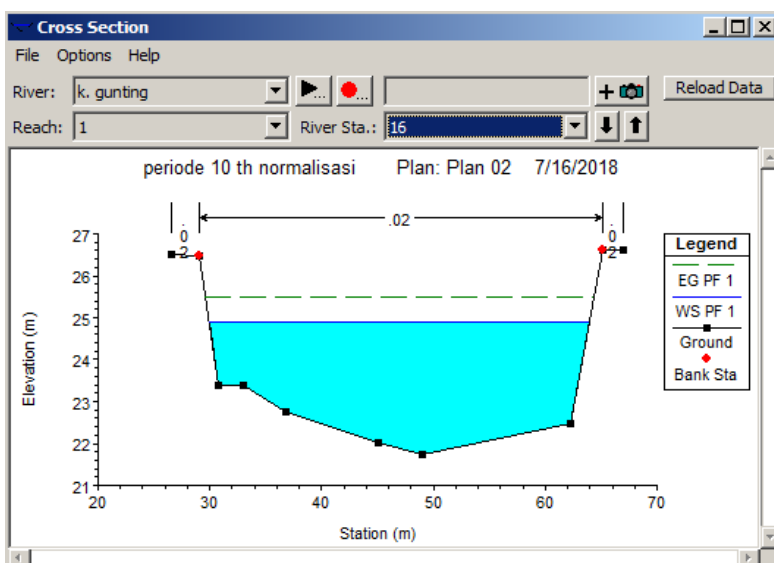 Cross Section
File Options Help
River: k. gunting
Reload Data
Reach: 1 River Sta.: 16
periode 10 th normalisasi Plan: Plan 02 7/16/2018
.02 .02 .02
27
26
25
24
23
22
21
20 30 40 50 60 70
Elevation (m)
Station (m)
Legend
EG PF 1
WS PF 1
Ground
Bank Sta